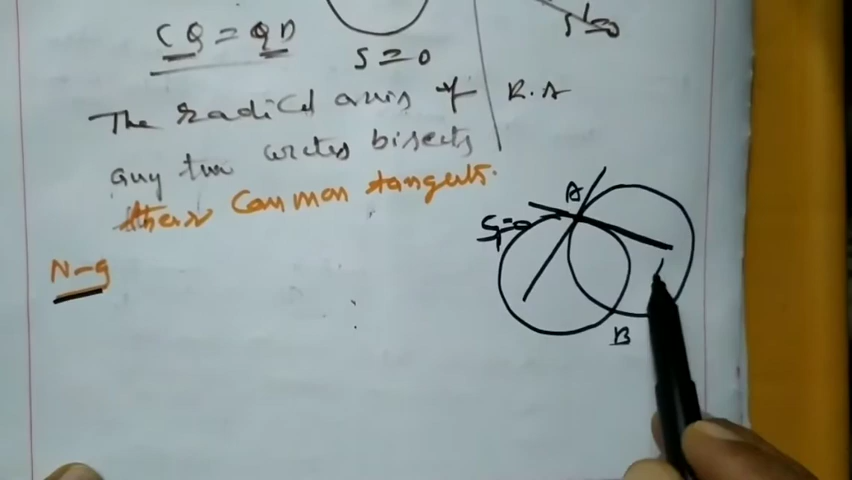 CQ = QD
S = 0
S' = 0
The radical axis of
R.A
any two circles bisects
their common tangents.
A
S = 0
N-9
B